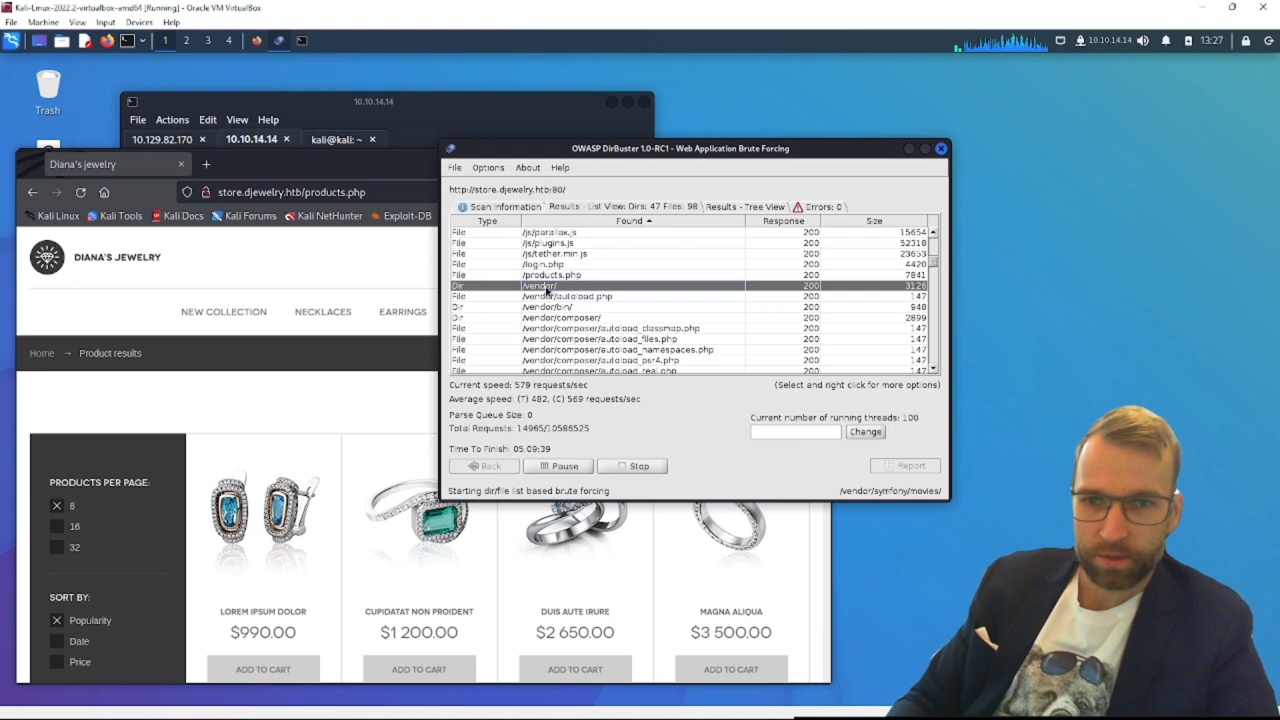 Kali-Linux-2022.2-virtualbox-amd64 [Running] - Oracle VM VirtualBox
File Machine View Input Devices Help
1 2 3 4 10.10.14.14 13:27
Trash
10.10.14.14
File Actions Edit View Help
10.129.82.170 × 10.10.14.14 × kali@kali: ~ ×
Diana's jewelry × +
store.djewelry.htb/products.php
Kali Linux Kali Tools Kali Docs Kali Forums Kali NetHunter Exploit-DB
DIANA'S JEWELRY
NEW COLLECTION NECKLACES EARRINGS
Home → Product results
PRODUCTS PER PAGE:
8
16
32
SORT BY:
Popularity
Date
Price
LOREM IPSUM DOLOR CUPIDATAT NON PROIDENT DUIS AUTE IRURE MAGNA ALIQUA
$990.00 $1 200.00 $2 650.00 $3 500.00
ADD TO CART ADD TO CART ADD TO CART ADD TO CART
OWASP DirBuster 1.0-RC1 - Web Application Brute Forcing
File Options About Help
http://store.djewelry.htb:80/
Scan Information Results - List View: Dirs: 47 Files: 98 Results - Tree View Errors: 0
Type Found Response Size
File /js/parallax.js 200 15654
File /js/plugins.js 200 52318
File /js/tether.min.js 200 23653
File /login.php 200 4420
File /products.php 200 7841
Dir /vendor/ 200 3126
File /vendor/autoload.php 200 147
Dir /vendor/bin/ 200 948
Dir /vendor/composer/ 200 2899
File /vendor/composer/autoload_classmap.php 200 147
File /vendor/composer/autoload_files.php 200 147
File /vendor/composer/autoload_namespaces.php 200 147
File /vendor/composer/autoload_psr4.php 200 147
File /vendor/composer/autoload_real.php 200 147
Current speed: 579 requests/sec (Select and right click for more options)
Average speed: (T) 482, (C) 569 requests/sec
Parse Queue Size: 0 Current number of running threads: 100
Total Requests: 14965/10586525
Change
Time To Finish: 05:09:39
Back Pause Stop Report
Starting dir/file list based brute forcing /vendor/symfony/movies/